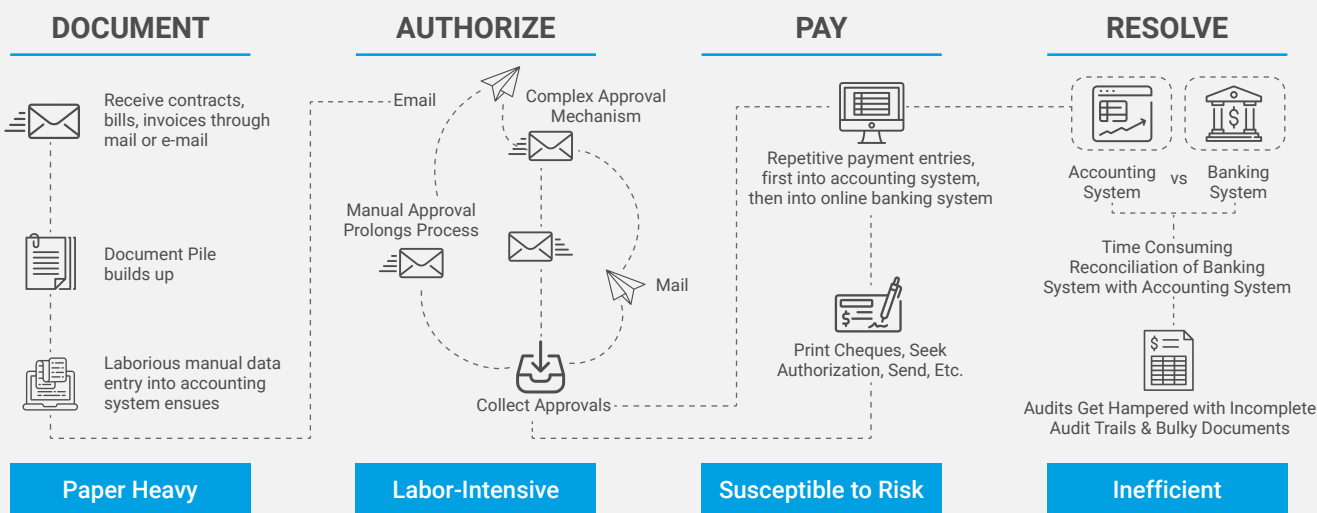 DOCUMENT
Receive contracts,
bills, invoices through
mail or e-mail
Document Pile
builds up
Laborious manual data
entry into accounting
system ensues
Paper Heavy
AUTHORIZE
Email
Complex Approval
Mechanism
Manual Approval
Prolongs Process
Mail
Collect Approvals
Labor-Intensive
PAY
Repetitive payment entries,
first into accounting system,
then into online banking system
$
Print Cheques, Seek
Authorization, Send, Etc.
Susceptible to Risk
RESOLVE
$
Accounting
System
vs
Banking
System
Time Consuming
Reconciliation of Banking
System with Accounting System
$
Audits Get Hampered with Incomplete
Audit Trails & Bulky Documents
Inefficient